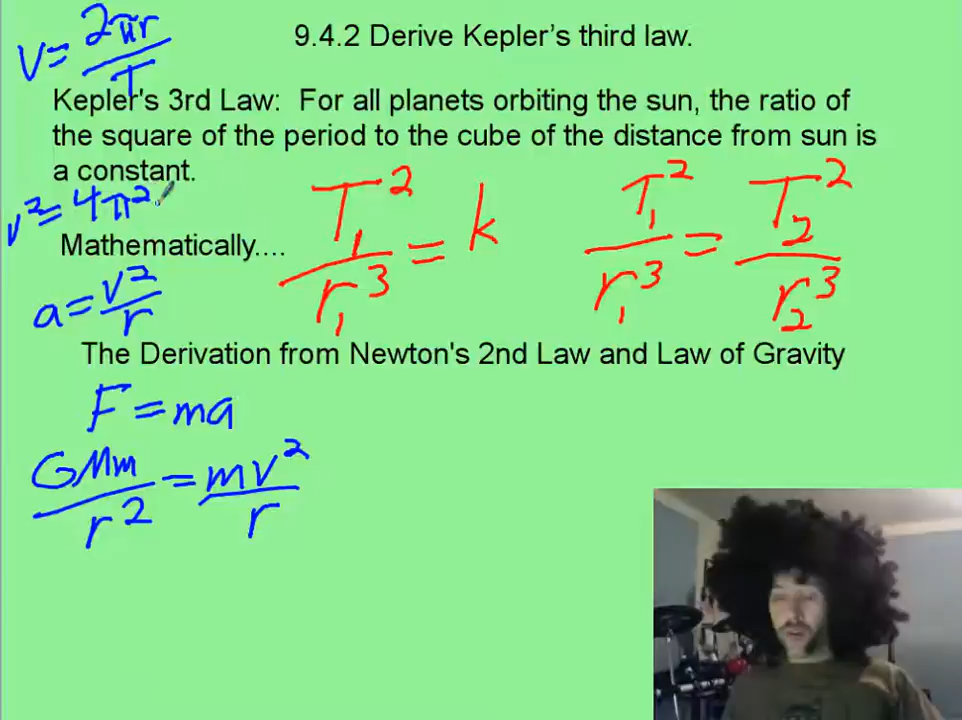 9.4.2 Derive Kepler's third law.
v = 2πr / T
Kepler's 3rd Law: For all planets orbiting the sun, the ratio of
the square of the period to the cube of the distance from sun is
a constant.
v² = 4π²
Mathematically....
T₁² / r₁³ = k
T₁² / r₁³ = T₂² / r₂³
a = v² / r
The Derivation from Newton's 2nd Law and Law of Gravity
F = ma
GMm / r² = mv² / r